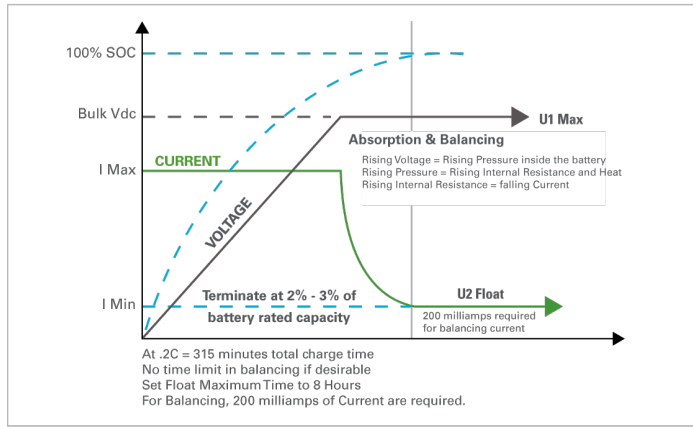 100% SOC
Bulk Vdc
U1 Max
Absorption & Balancing
Rising Voltage = Rising Pressure inside the battery
Rising Pressure = Rising Internal Resistance and Heat
Rising Internal Resistance = falling Current
I Max
CURRENT
VOLTAGE
I Min
Terminate at 2% - 3% of
battery rated capacity
U2 Float
200 milliamps required
for balancing current
At .2C = 315 minutes total charge time
No time limit in balancing if desirable
Set Float Maximum Time to 8 Hours
For Balancing, 200 milliamps of Current are required.